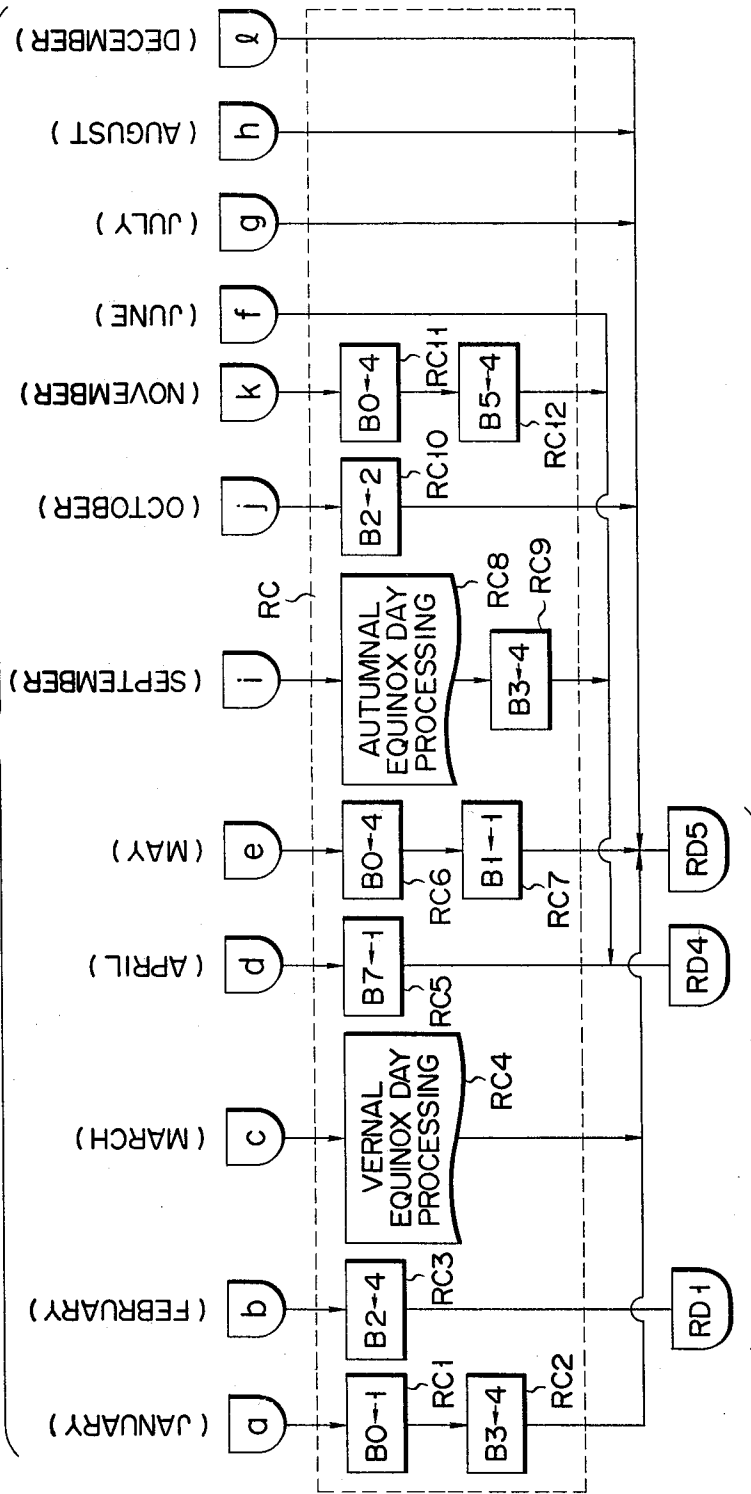 ( JANUARY )
( FEBRUARY )
( MARCH )
( APRIL )
( MAY )
( SEPTEMBER )
( OCTOBER )
( NOVEMBER )
( JUNE )
( JULY )
( AUGUST )
( DECEMBER )
a
b
c
d
e
i
j
k
f
g
h
ℓ
RC
B0←1
RC1
B3←4
RC2
B2←4
RC3
VERNAL
EQUINOX DAY
PROCESSING
RC4
B7←1
RC5
B0←4
RC6
B1←1
RC7
AUTUMNAL
EQUINOX DAY
PROCESSING
RC8
B3←4
RC9
B2←2
RC10
B0←4
RC11
B5←4
RC12
RD1
RD4
RD5